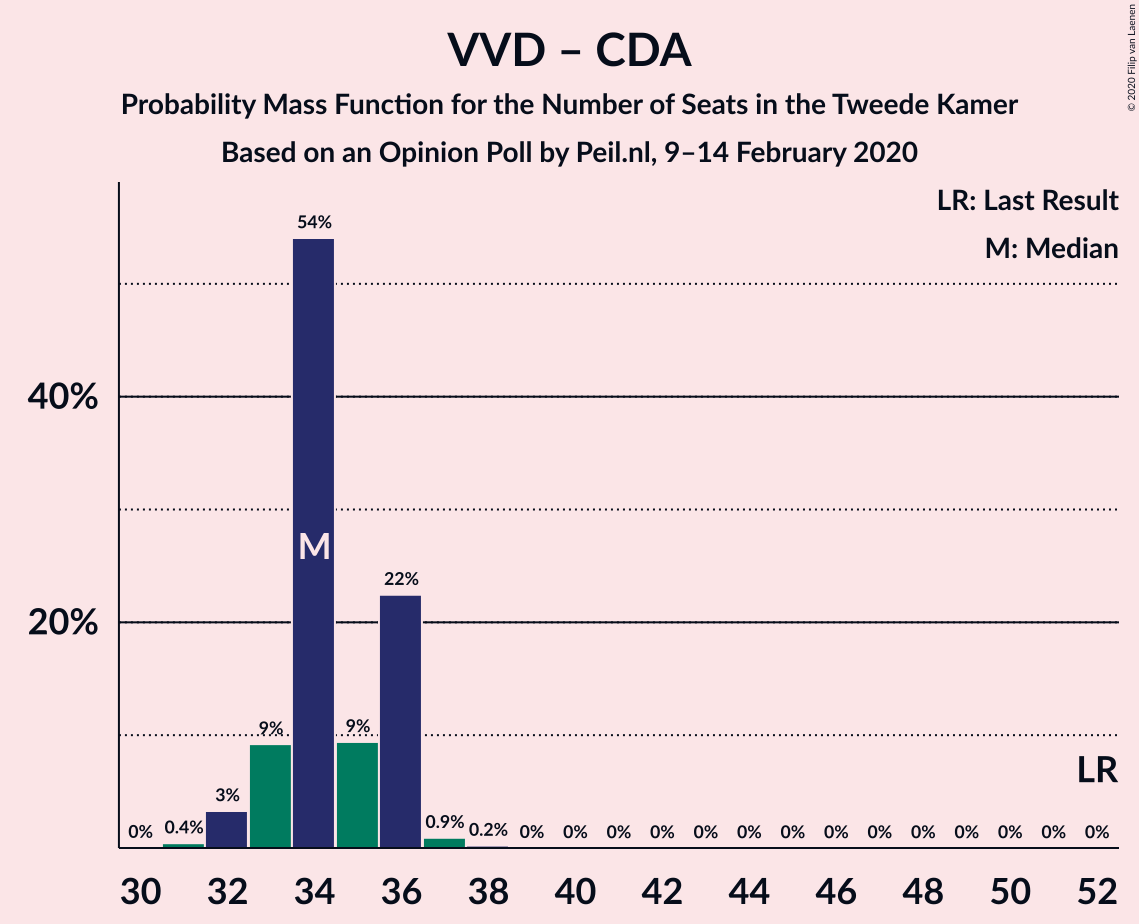 VVD – CDA
Probability Mass Function for the Number of Seats in the Tweede Kamer
Based on an Opinion Poll by Peil.nl, 9–14 February 2020
© 2020 Filip van Laenen
LR: Last Result
M: Median
54%
40%
M
22%
20%
9%
9%
LR
3%
0% 0.4% 0.9% 0.2% 0% 0% 0% 0% 0% 0% 0% 0% 0% 0% 0% 0% 0% 0%
30 32 34 36 38 40 42 44 46 48 50 52